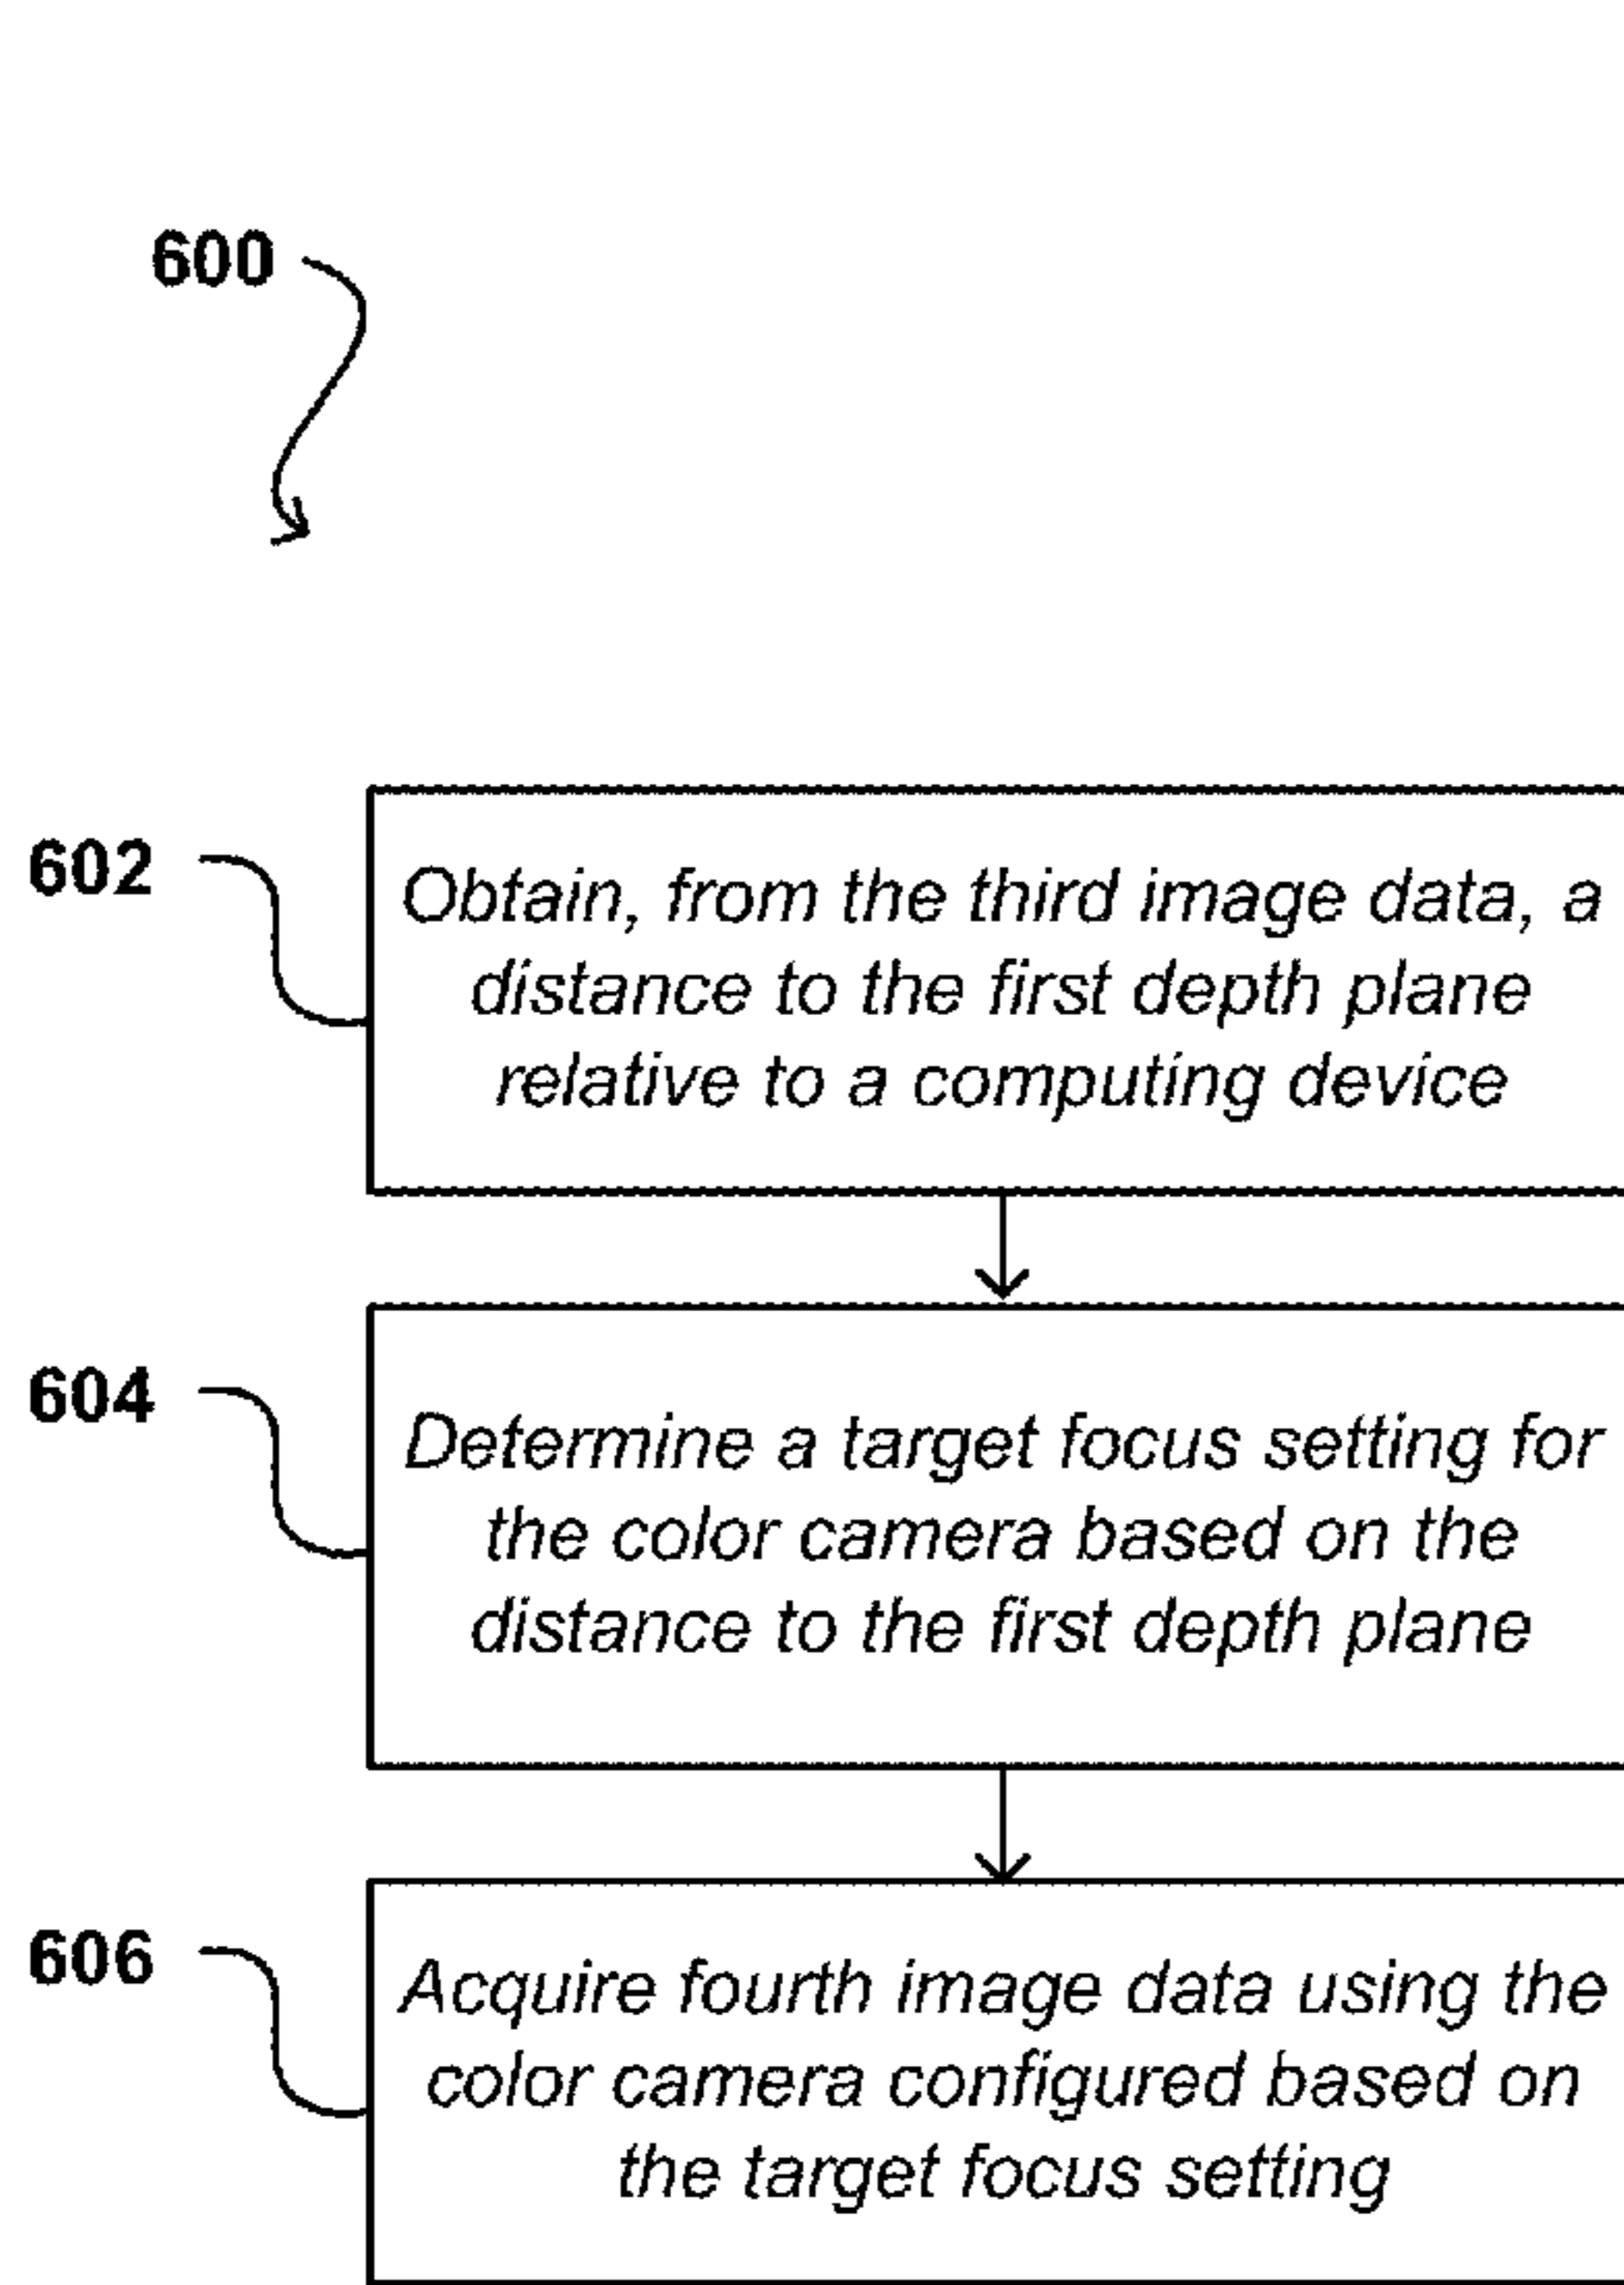 600
602
Obtain, from the third image data, a
distance to the first depth plane
relative to a computing device
604
Determine a target focus setting for
the color camera based on the
distance to the first depth plane
606
Acquire fourth image data using the
color camera configured based on
the target focus setting